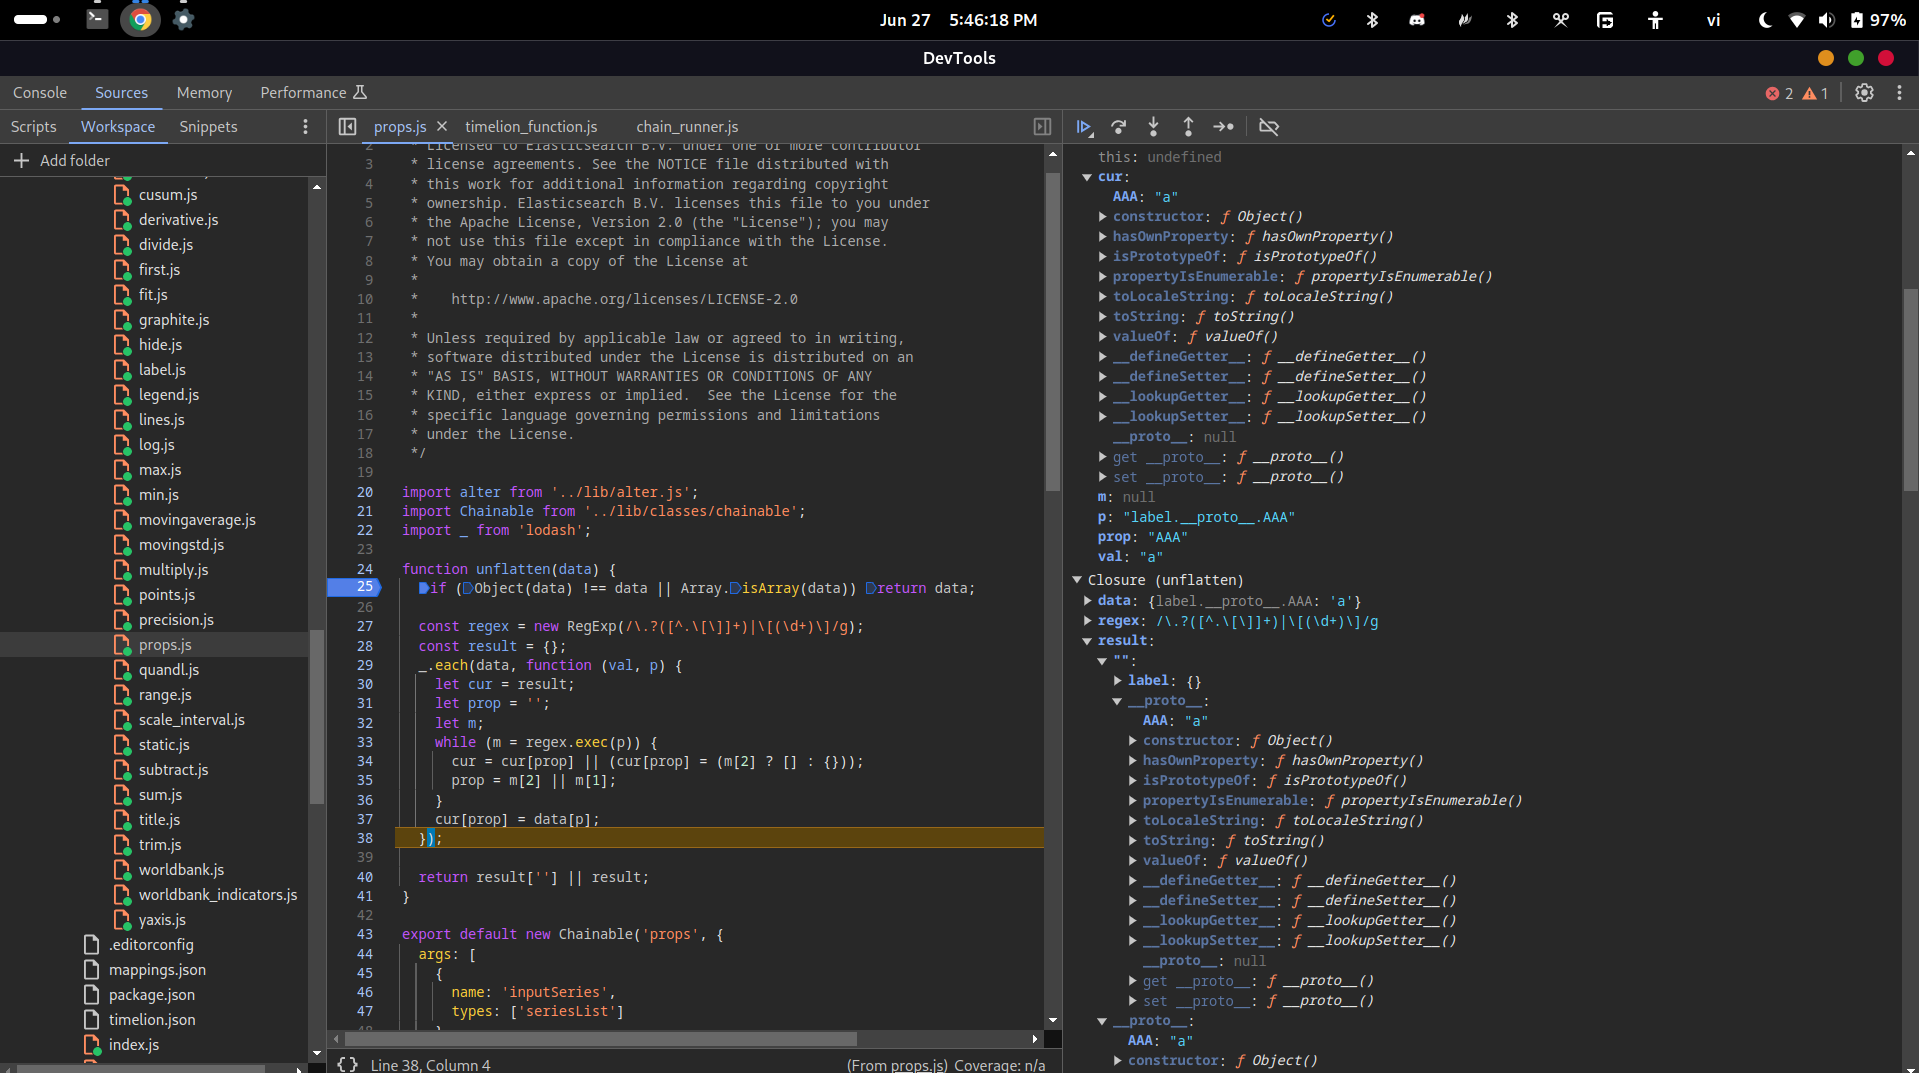 Jun 27 5:46:18 PM
vi
97%
DevTools
Console Sources Memory Performance
2 1
Scripts Workspace Snippets
Add folder
cusum.js
derivative.js
divide.js
first.js
fit.js
graphite.js
hide.js
label.js
legend.js
lines.js
log.js
max.js
min.js
movingaverage.js
movingstd.js
multiply.js
points.js
precision.js
props.js
quandl.js
range.js
scale_interval.js
static.js
subtract.js
sum.js
title.js
trim.js
worldbank.js
worldbank_indicators.js
yaxis.js
.editorconfig
mappings.json
package.json
timelion.json
index.js
props.js timelion_function.js chain_runner.js
2 * Licensed to Elasticsearch B.V. under one or more contributor
3 * license agreements. See the NOTICE file distributed with
4 * this work for additional information regarding copyright
5 * ownership. Elasticsearch B.V. licenses this file to you under
6 * the Apache License, Version 2.0 (the "License"); you may
7 * not use this file except in compliance with the License.
8 * You may obtain a copy of the License at
9 *
10 *    http://www.apache.org/licenses/LICENSE-2.0
11 *
12 * Unless required by applicable law or agreed to in writing,
13 * software distributed under the License is distributed on an
14 * "AS IS" BASIS, WITHOUT WARRANTIES OR CONDITIONS OF ANY
15 * KIND, either express or implied.  See the License for the
16 * specific language governing permissions and limitations
17 * under the License.
18 */
19
20 import alter from '../lib/alter.js';
21 import Chainable from '../lib/classes/chainable';
22 import _ from 'lodash';
23
24 function unflatten(data) {
25 if (Object(data) !== data || Array.isArray(data)) return data;
26
27 const regex = new RegExp(/\.?([^.\[\]]+)|\[(\d+)\]/g);
28 const result = {};
29 _.each(data, function (val, p) {
30 let cur = result;
31 let prop = '';
32 let m;
33 while (m = regex.exec(p)) {
34 cur = cur[prop] || (cur[prop] = (m[2] ? [] : {}));
35 prop = m[2] || m[1];
36 }
37 cur[prop] = data[p];
38 });
39
40 return result[''] || result;
41 }
42
43 export default new Chainable('props', {
44 args: [
45 {
46 name: 'inputSeries',
47 types: ['seriesList']
48 }
{} Line 38, Column 4 (From props.js) Coverage: n/a
this: undefined
cur:
AAA: "a"
constructor: ƒ Object()
hasOwnProperty: ƒ hasOwnProperty()
isPrototypeOf: ƒ isPrototypeOf()
propertyIsEnumerable: ƒ propertyIsEnumerable()
toLocaleString: ƒ toLocaleString()
toString: ƒ toString()
valueOf: ƒ valueOf()
__defineGetter__: ƒ __defineGetter__()
__defineSetter__: ƒ __defineSetter__()
__lookupGetter__: ƒ __lookupGetter__()
__lookupSetter__: ƒ __lookupSetter__()
__proto__: null
get __proto__: ƒ __proto__()
set __proto__: ƒ __proto__()
m: null
p: "label.__proto__.AAA"
prop: "AAA"
val: "a"
Closure (unflatten)
data: {label.__proto__.AAA: 'a'}
regex: /\.?([^.\[\]]+)|\[(\d+)\]/g
result:
"":
label: {}
__proto__:
AAA: "a"
constructor: ƒ Object()
hasOwnProperty: ƒ hasOwnProperty()
isPrototypeOf: ƒ isPrototypeOf()
propertyIsEnumerable: ƒ propertyIsEnumerable()
toLocaleString: ƒ toLocaleString()
toString: ƒ toString()
valueOf: ƒ valueOf()
__defineGetter__: ƒ __defineGetter__()
__defineSetter__: ƒ __defineSetter__()
__lookupGetter__: ƒ __lookupGetter__()
__lookupSetter__: ƒ __lookupSetter__()
__proto__: null
get __proto__: ƒ __proto__()
set __proto__: ƒ __proto__()
__proto__:
AAA: "a"
constructor: ƒ Object()